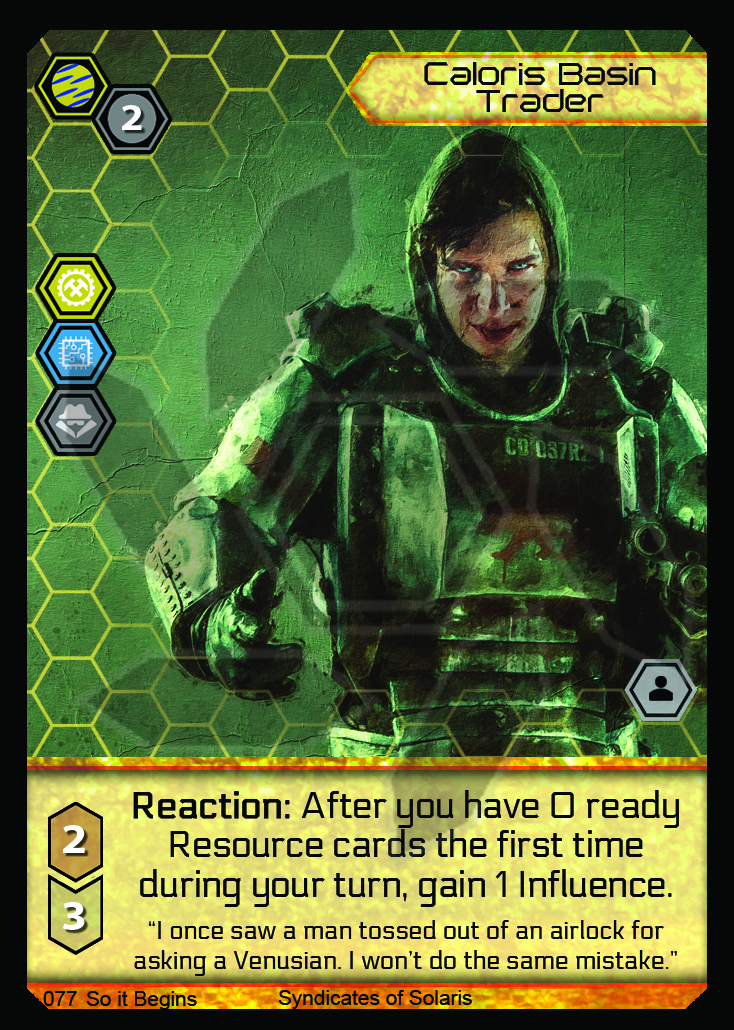 Caloris Basin
Trader
2
2
3
Reaction: After you have 0 ready
Resource cards the first time
during your turn, gain 1 Influence.
“I once saw a man tossed out of an airlock for
asking a Venusian. I won’t do the same mistake.”
077 So it Begins
Syndicates of Solaris